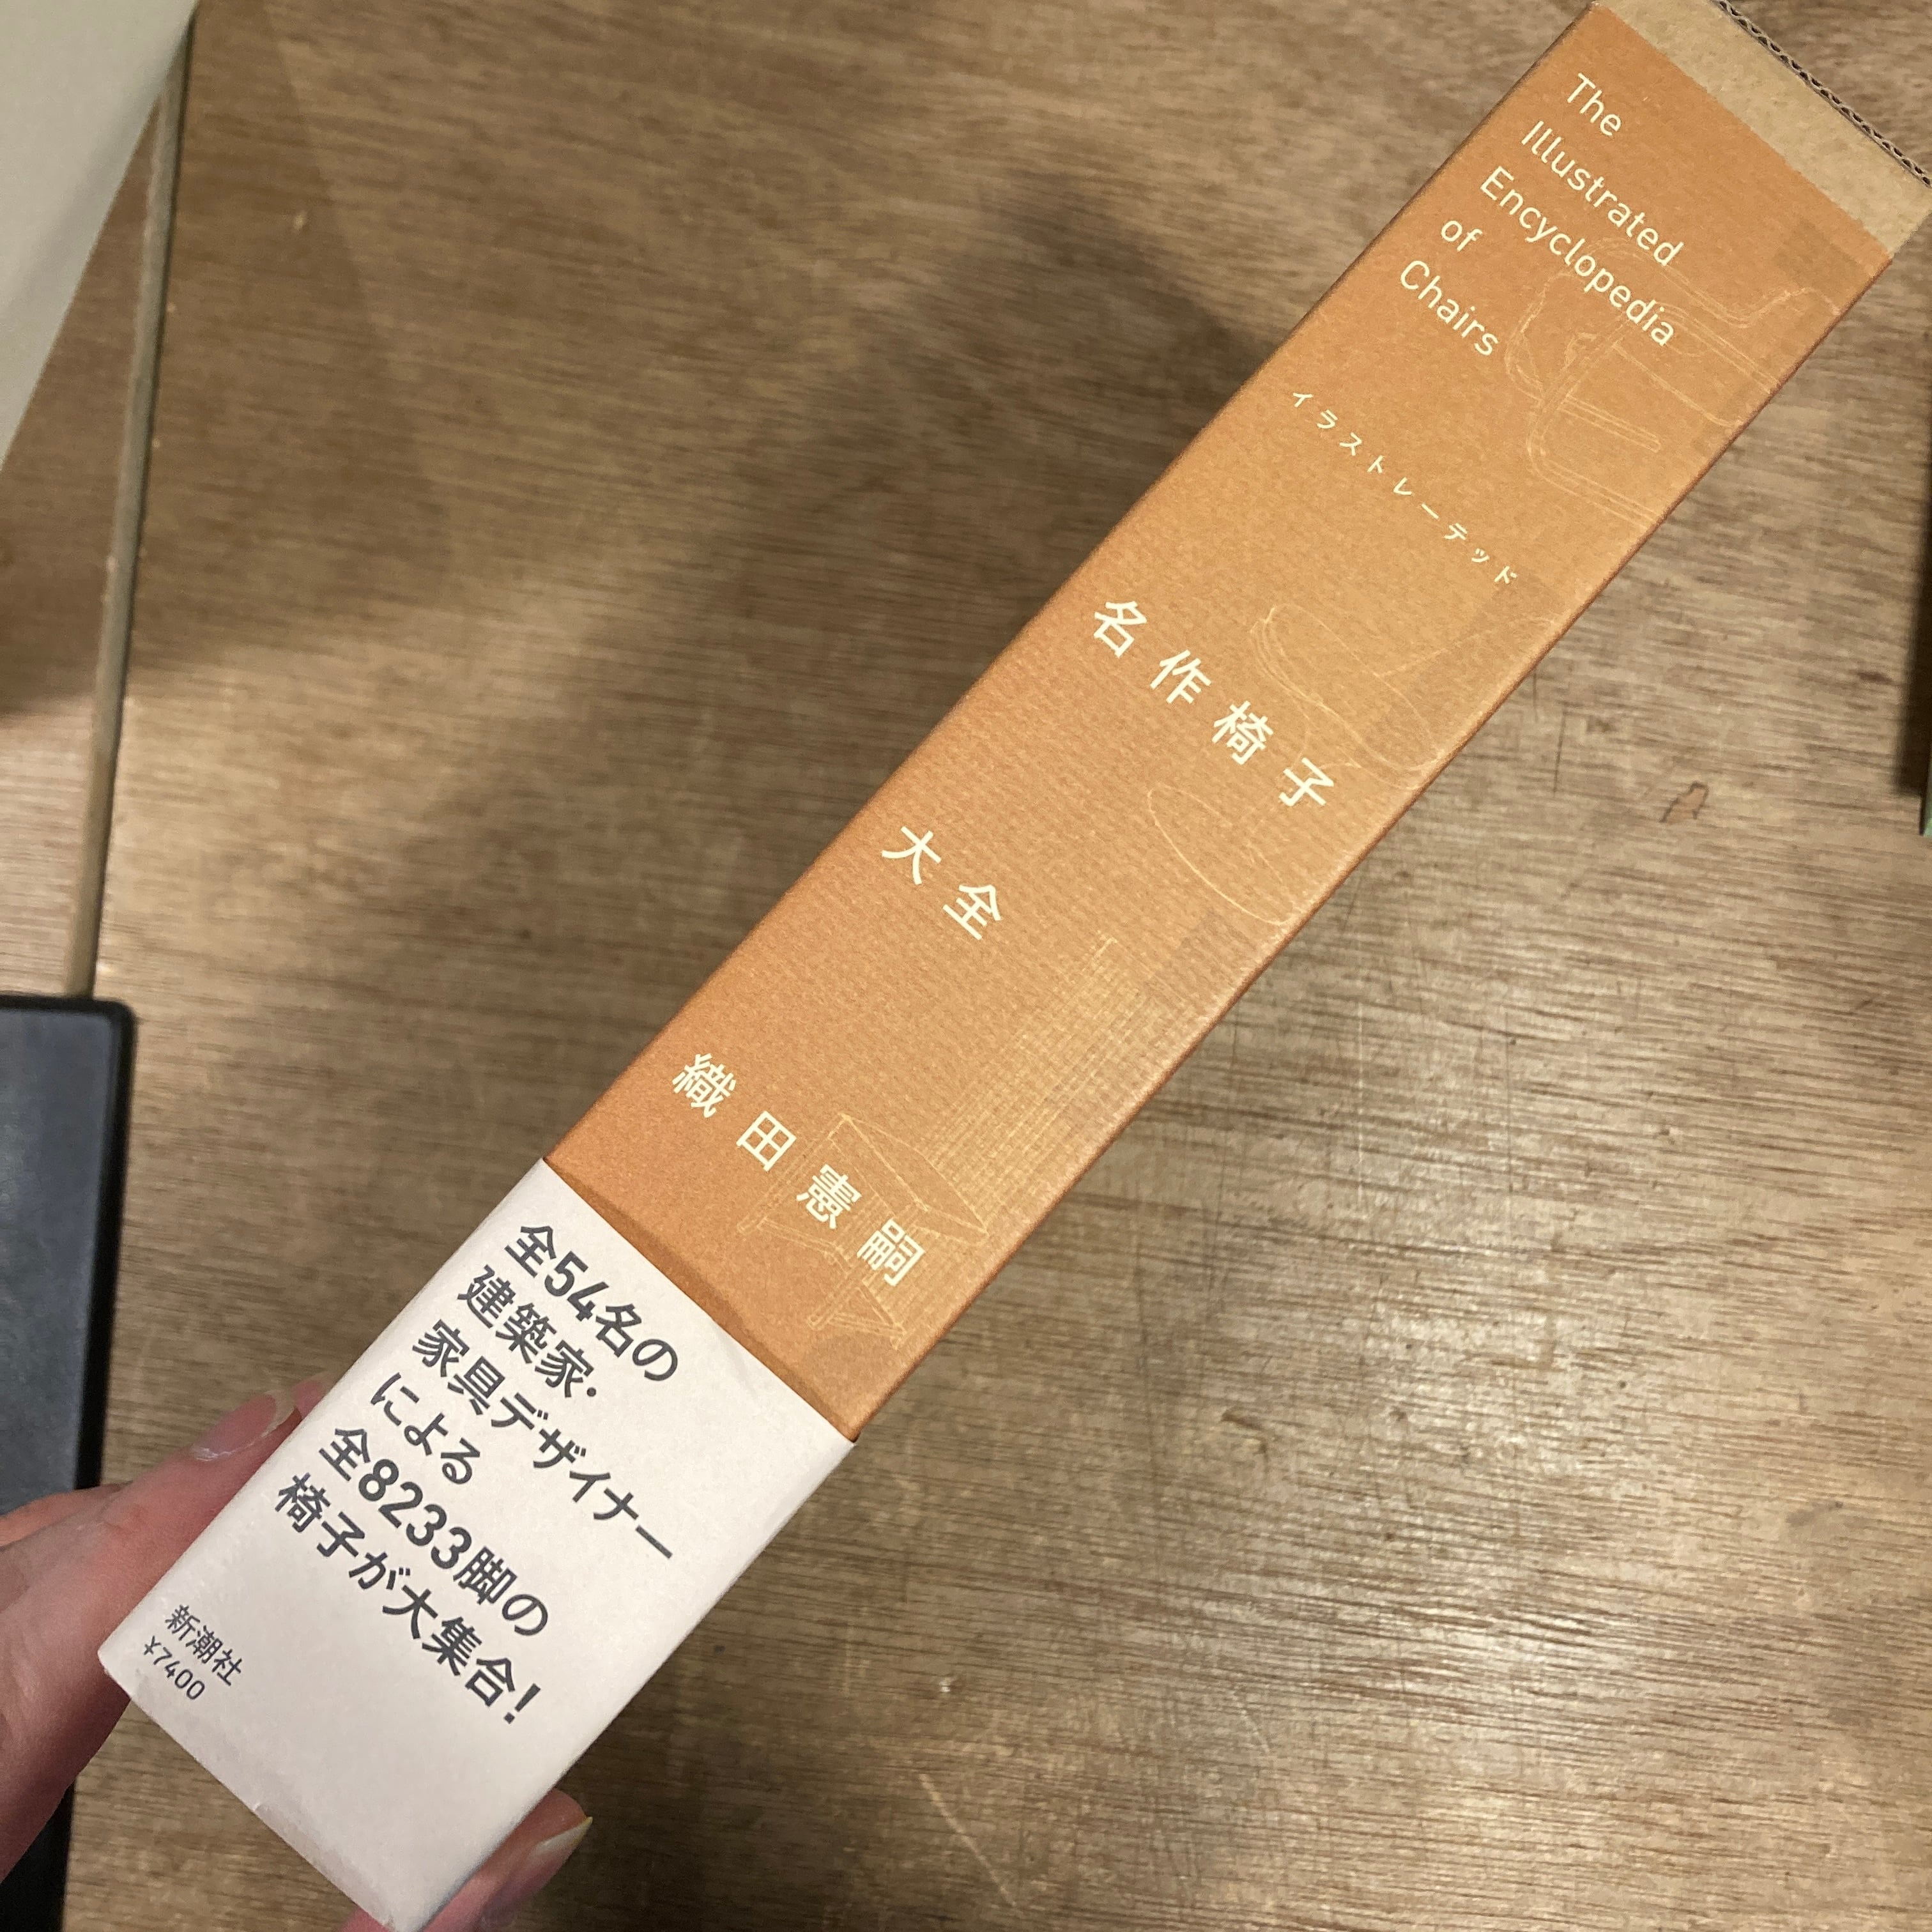 The
Illustrated
Encyclopedia
of
Chairs
イラストレーテッド
名作椅子
大全
織田憲嗣
全54名の
建築家・
家具デザイナー
による
全8233脚の
椅子が大集合!
新潮社
¥7400